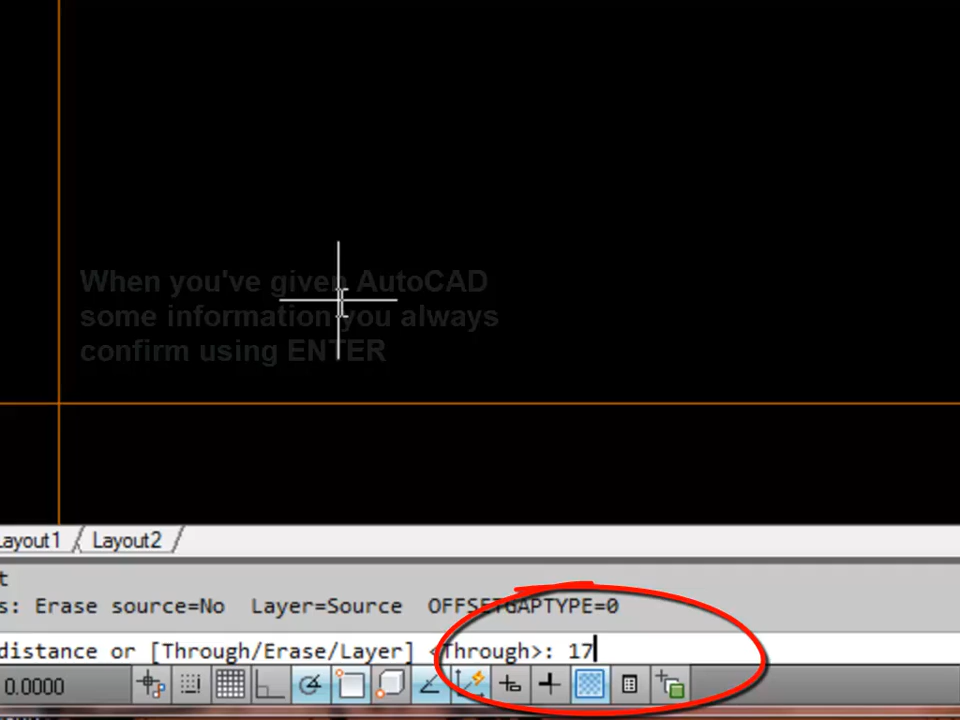 When you've given AutoCAD
some information you always
confirm using ENTER
Layout1 Layout2
t
s: Erase source=No Layer=Source OFFSETGAPTYPE=0
distance or [Through/Erase/Layer] <Through>: 17
0.0000